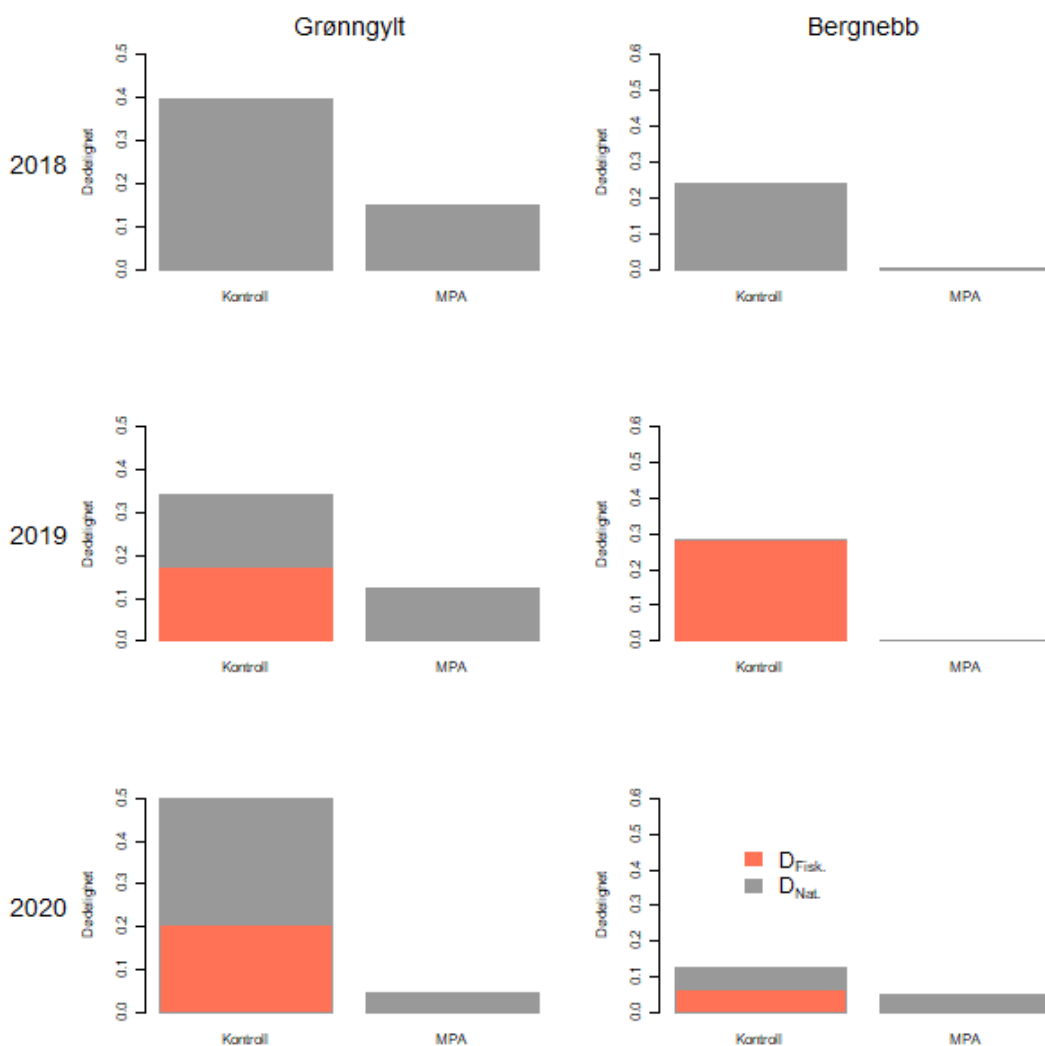 Grønngylt
Bergnebb
2018
Dødelighet
0.5
0.4
0.3
0.2
0.1
0.0
Kontroll
MPA
Dødelighet
0.6
0.5
0.4
0.3
0.2
0.1
0.0
Kontroll
MPA
2019
Dødelighet
0.5
0.4
0.3
0.2
0.1
0.0
Kontroll
MPA
Dødelighet
0.6
0.5
0.4
0.3
0.2
0.1
0.0
Kontroll
MPA
2020
Dødelighet
0.5
0.4
0.3
0.2
0.1
0.0
Kontroll
MPA
Dødelighet
0.6
0.5
0.4
0.3
0.2
0.1
0.0
D Fisk.
D Nat.
Kontroll
MPA